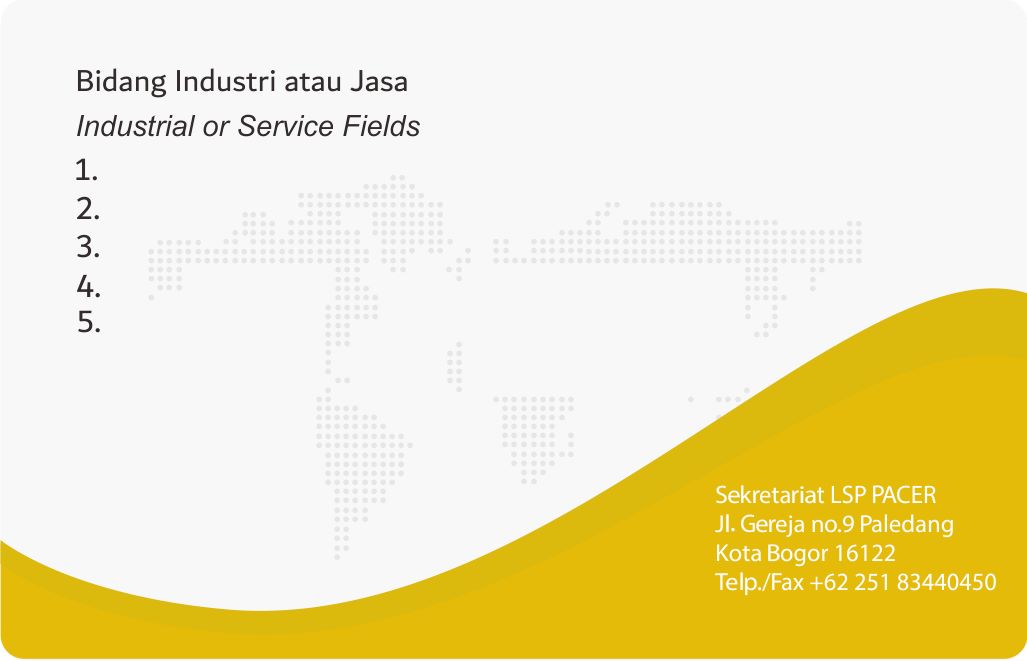 Bidang Industri atau Jasa
Industrial or Service Fields
1.
2.
3.
4.
5.
Sekretariat LSP PACER
Jl. Gereja no.9 Paledang
Kota Bogor 16122
Telp./Fax +62 251 83440450